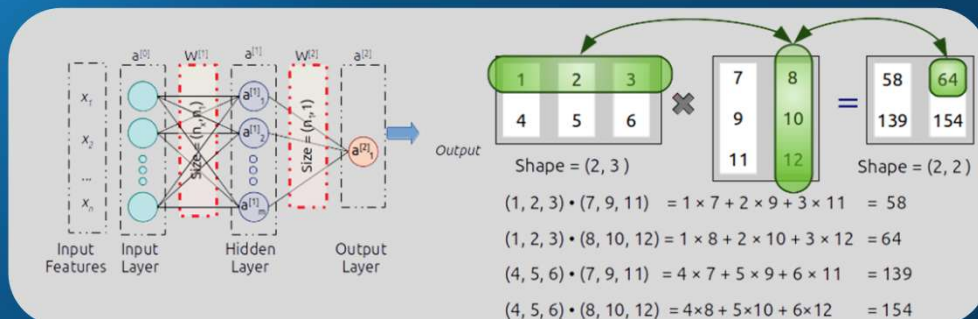 a[0] W[1] a[1] W[2] a[2]
x1
x2
...
xn
Size = (nx, n1)
a[1]1
a[1]2
a[1]m
Size = (n1, 1)
a[2]1
Output
Input Features
Input Layer
Hidden Layer
Output Layer
1 2 3
4 5 6
Shape = (2, 3)
×
7 8
9 10
11 12
=
58 64
139 154
Shape = (2, 2)
(1, 2, 3) • (7, 9, 11) = 1 × 7 + 2 × 9 + 3 × 11 = 58
(1, 2, 3) • (8, 10, 12) = 1 × 8 + 2 × 10 + 3 × 12 = 64
(4, 5, 6) • (7, 9, 11) = 4 × 7 + 5 × 9 + 6 × 11 = 139
(4, 5, 6) • (8, 10, 12) = 4×8 + 5×10 + 6×12 = 154